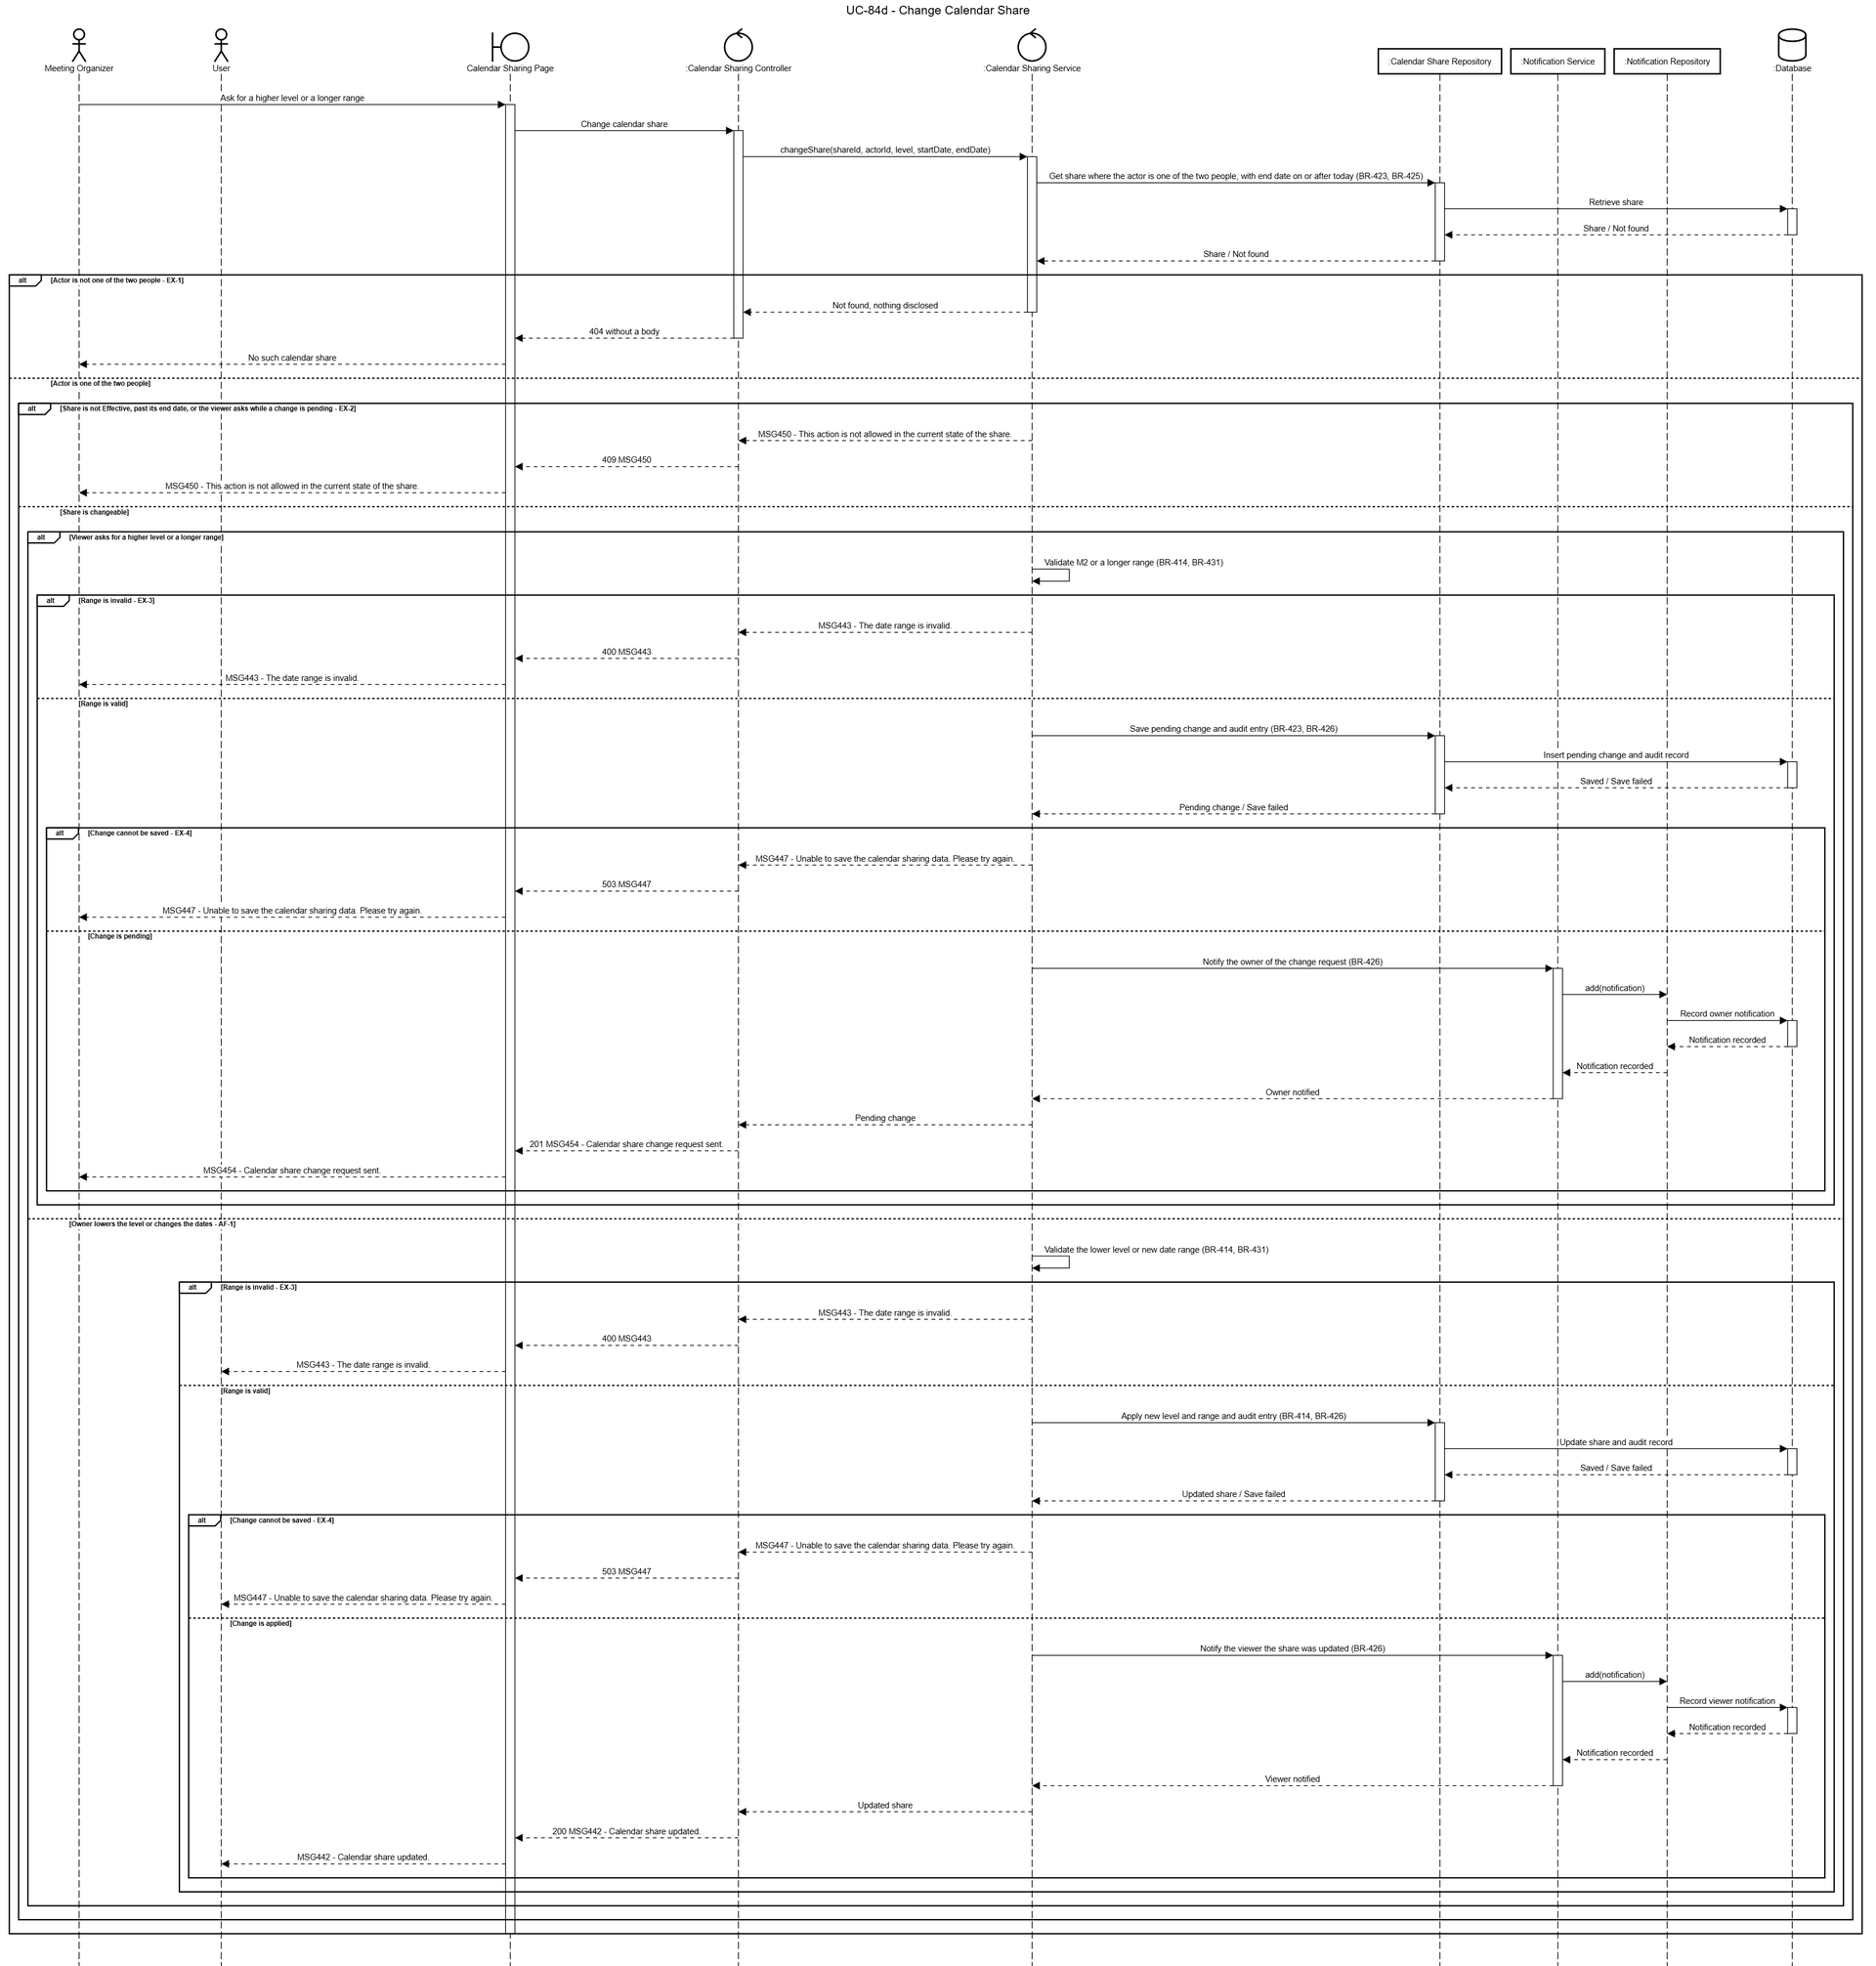 UC-84d - Change Calendar Share
Meeting Organizer
User
Calendar Sharing Page
:Calendar Sharing Controller
:Calendar Sharing Service
:Calendar Share Repository
:Notification Service
:Notification Repository
:Database
Ask for a higher level or a longer range
Change calendar share
changeShare(shareId, actorId, level, startDate, endDate)
Get share where the actor is one of the two people, with end date on or after today (BR-423, BR-425)
Retrieve share
Share / Not found
Share / Not found
alt
[Actor is not one of the two people - EX-1]
Not found, nothing disclosed
404 without a body
No such calendar share
[Actor is one of the two people]
alt
[Share is not Effective, past its end date, or the viewer asks while a change is pending - EX-2]
MSG450 - This action is not allowed in the current state of the share.
409 MSG450
MSG450 - This action is not allowed in the current state of the share.
[Share is changeable]
alt
[Viewer asks for a higher level or a longer range]
Validate M2 or a longer range (BR-414, BR-431)
alt
[Range is invalid - EX-3]
MSG443 - The date range is invalid.
400 MSG443
MSG443 - The date range is invalid.
[Range is valid]
Save pending change and audit entry (BR-423, BR-426)
Insert pending change and audit record
Saved / Save failed
Pending change / Save failed
alt
[Change cannot be saved - EX-4]
MSG447 - Unable to save the calendar sharing data. Please try again.
503 MSG447
MSG447 - Unable to save the calendar sharing data. Please try again.
[Change is pending]
Notify the owner of the change request (BR-426)
add(notification)
Record owner notification
Notification recorded
Notification recorded
Owner notified
Pending change
201 MSG454 - Calendar share change request sent.
MSG454 - Calendar share change request sent.
[Owner lowers the level or changes the dates - AF-1]
Validate the lower level or new date range (BR-414, BR-431)
alt
[Range is invalid - EX-3]
MSG443 - The date range is invalid.
400 MSG443
MSG443 - The date range is invalid.
[Range is valid]
Apply new level and range and audit entry (BR-414, BR-426)
Update share and audit record
Saved / Save failed
Updated share / Save failed
alt
[Change cannot be saved - EX-4]
MSG447 - Unable to save the calendar sharing data. Please try again.
503 MSG447
MSG447 - Unable to save the calendar sharing data. Please try again.
[Change is applied]
Notify the viewer the share was updated (BR-426)
add(notification)
Record viewer notification
Notification recorded
Notification recorded
Viewer notified
Updated share
200 MSG442 - Calendar share updated.
MSG442 - Calendar share updated.